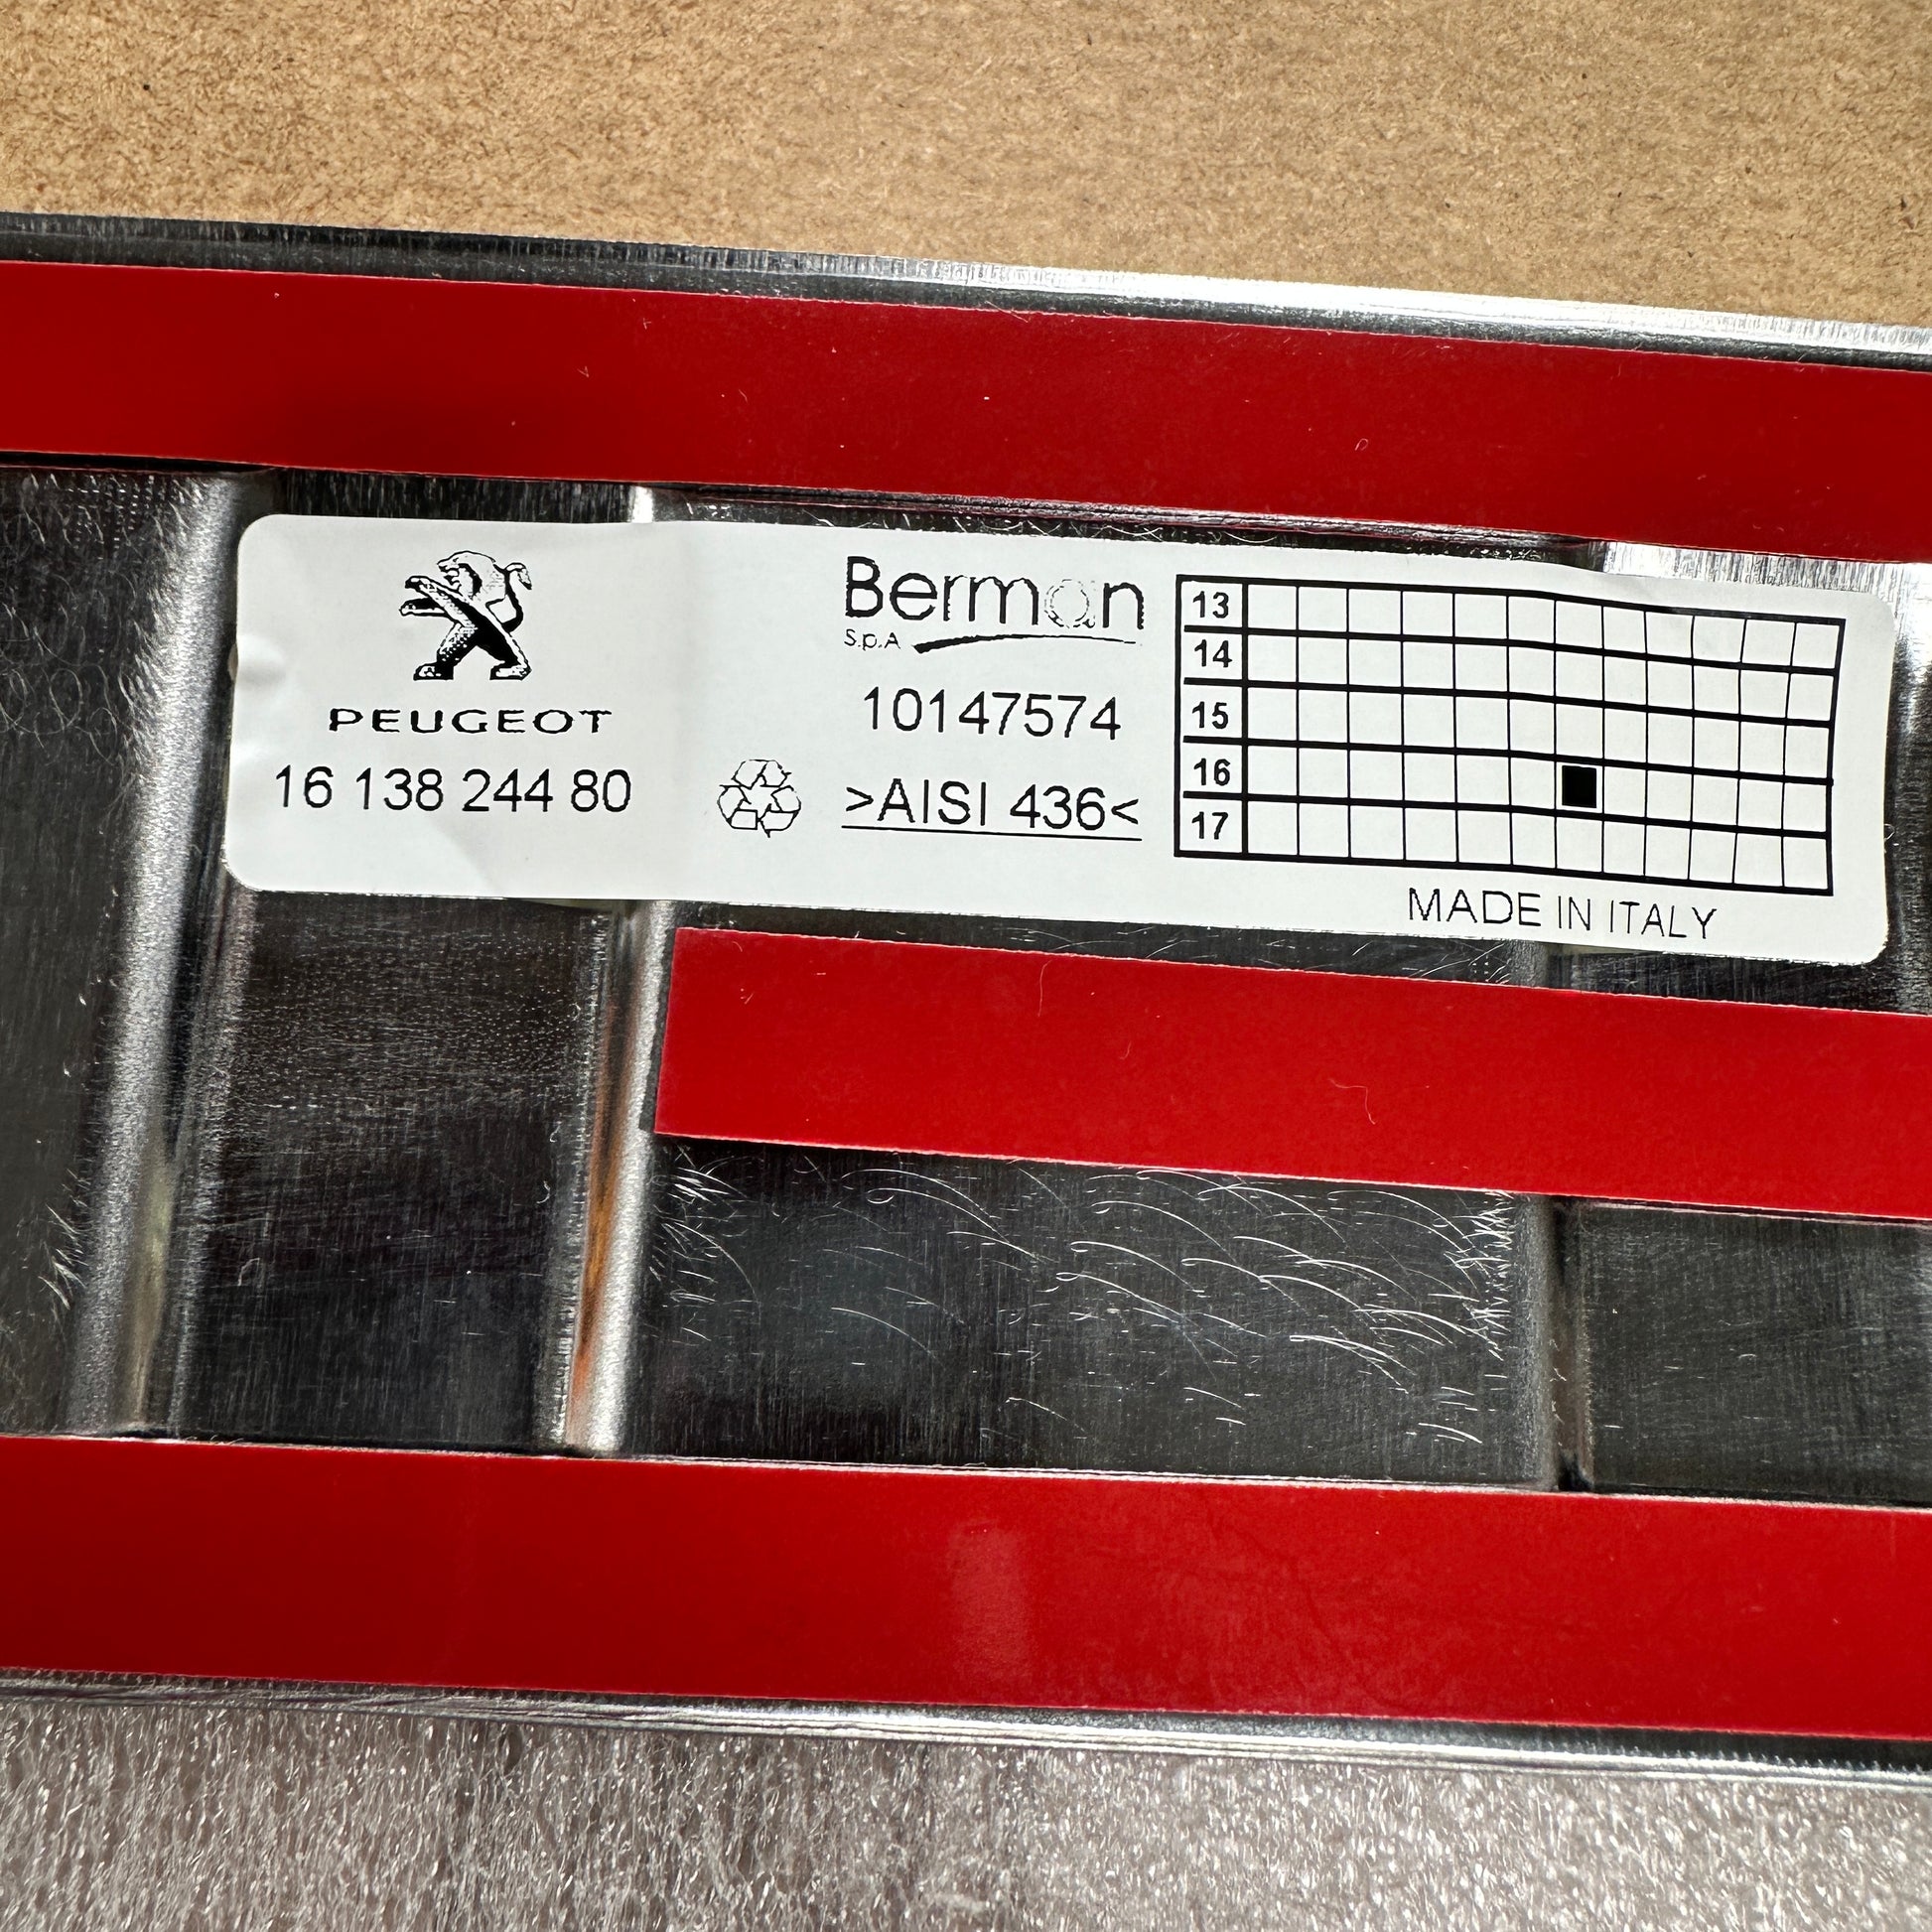 PEUGEOT
16 138 244 80
Berman
S.p.A
10147574
>AISI 436<
13
14
15
16
17
MADE IN ITALY